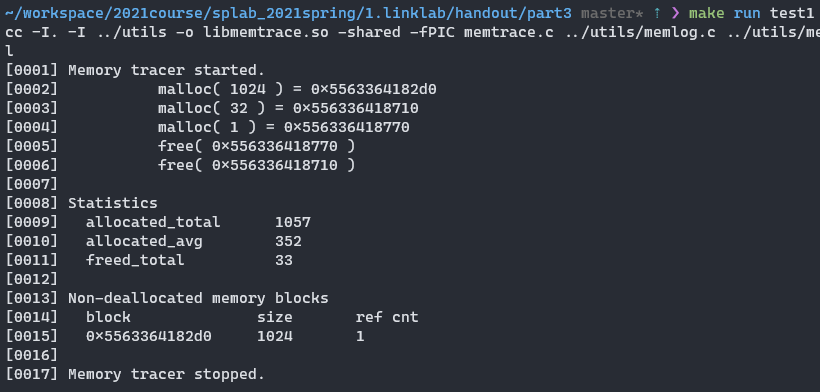 ~/workspace/2021course/splab_2021spring/1.linklab/handout/part3 master* ↑ ❯ make run test1
cc -I. -I ../utils -o libmemtrace.so -shared -fPIC memtrace.c ../utils/memlog.c ../utils/me
l
[0001] Memory tracer started.
[0002]           malloc( 1024 ) = 0x5563364182d0
[0003]           malloc( 32 ) = 0x556336418710
[0004]           malloc( 1 ) = 0x556336418770
[0005]           free( 0x556336418770 )
[0006]           free( 0x556336418710 )
[0007]
[0008] Statistics
[0009]   allocated_total      1057
[0010]   allocated_avg        352
[0011]   freed_total          33
[0012]
[0013] Non-deallocated memory blocks
[0014]   block              size       ref cnt
[0015]   0x5563364182d0     1024       1
[0016]
[0017] Memory tracer stopped.